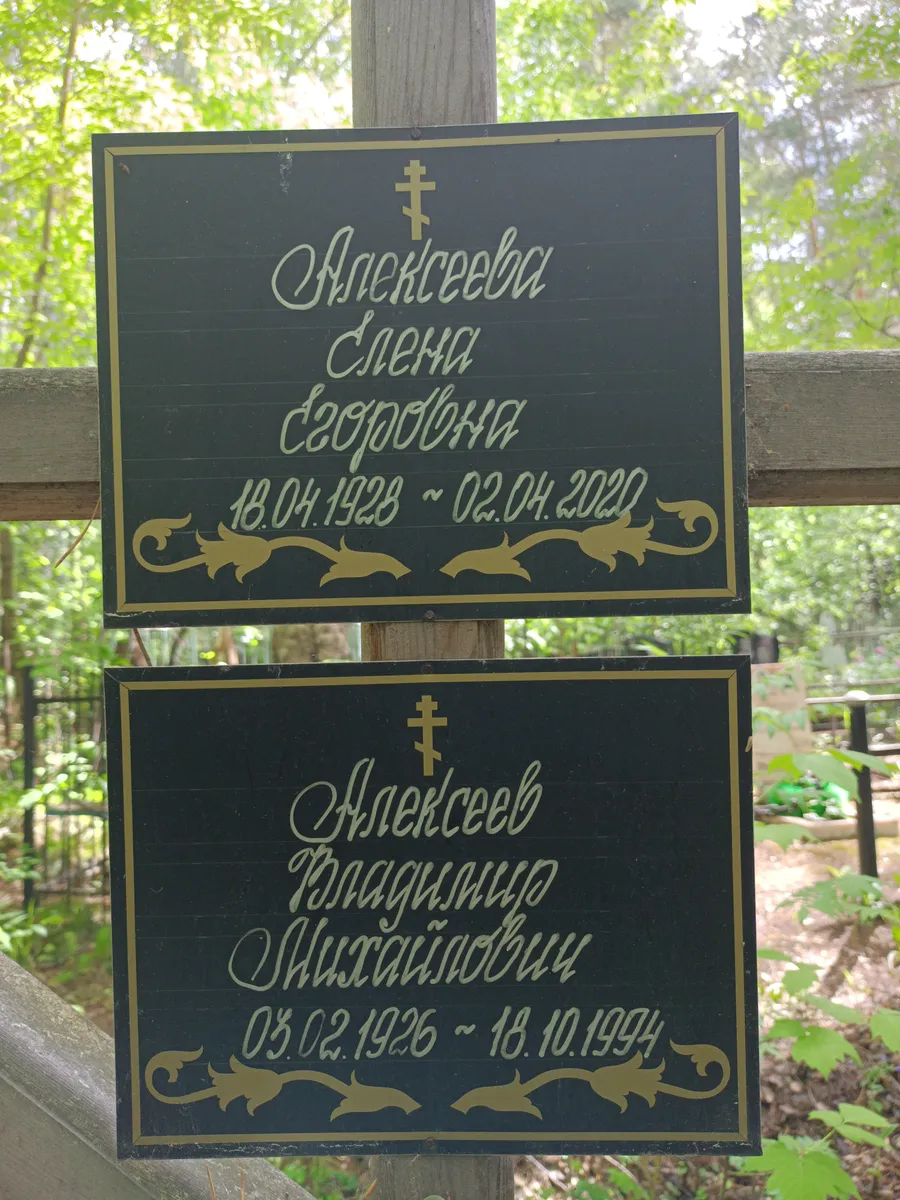 Алексеева
Елена
Егоровна
18.04.1928 ~ 02.04.2020
Алексеев
Владимир
Михайлович
03.02.1926 ~ 18.10.1994